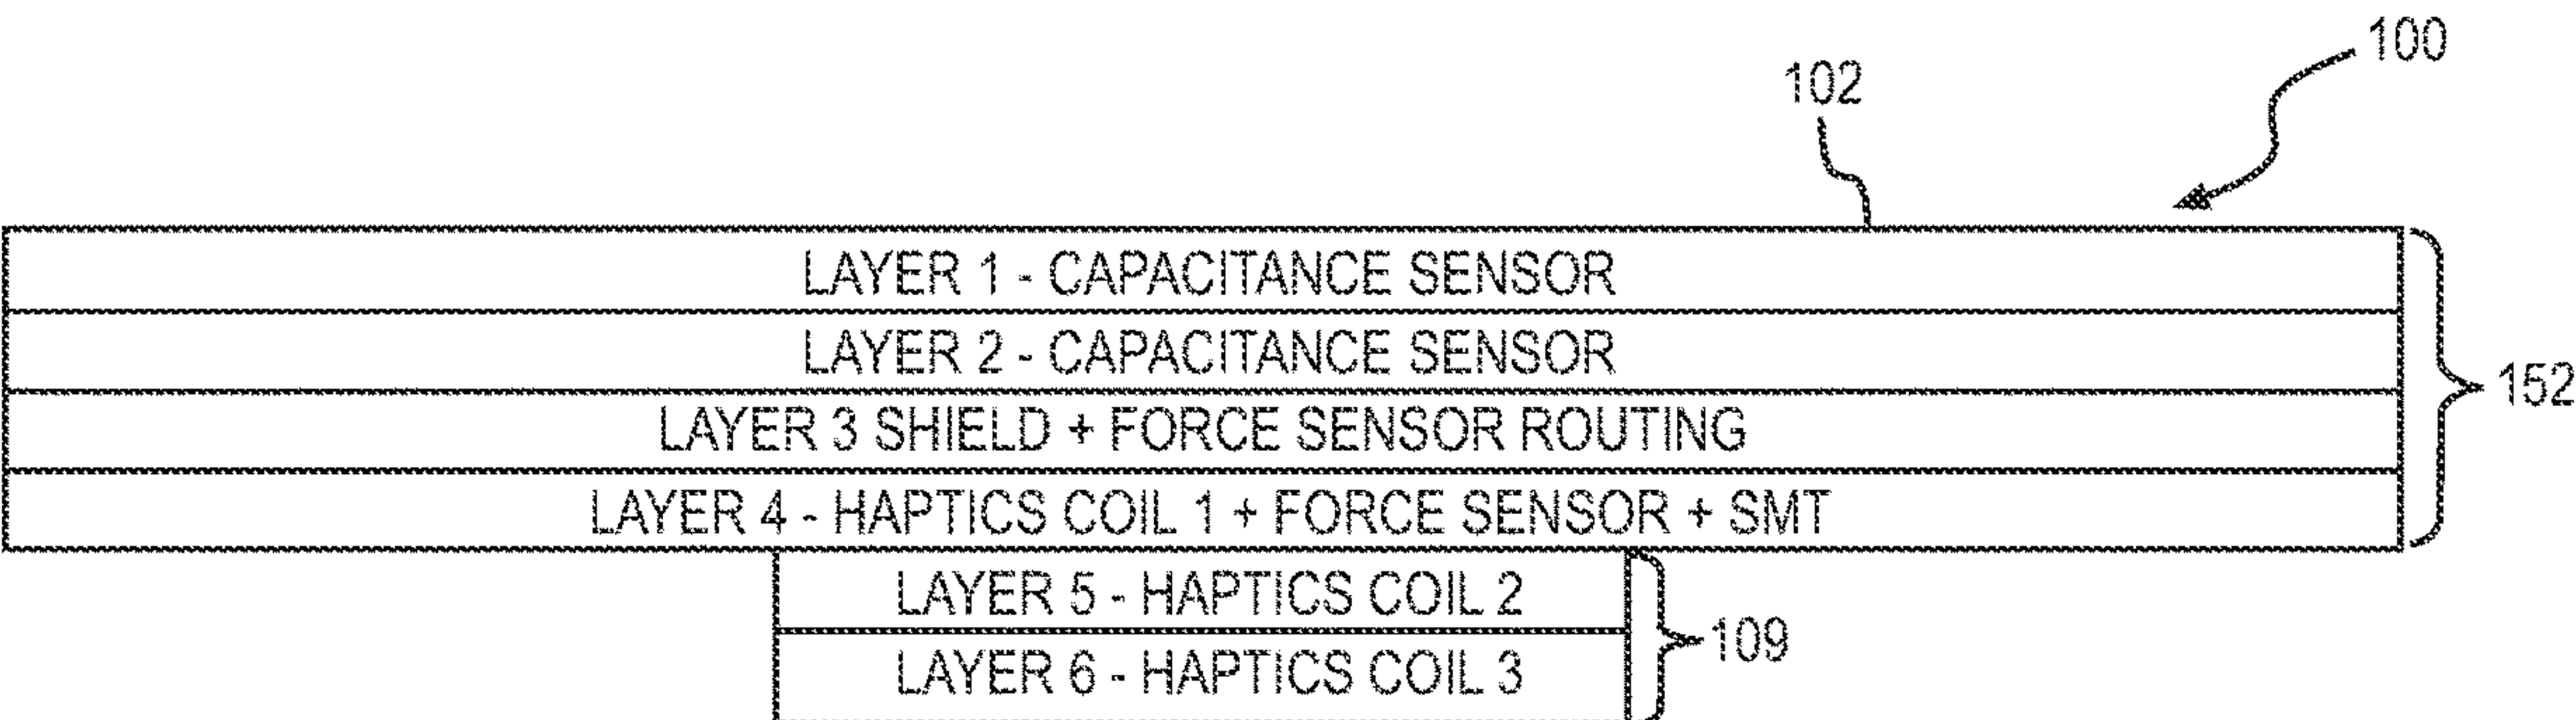 100
102
LAYER 1 - CAPACITANCE SENSOR
LAYER 2 - CAPACITANCE SENSOR
152
LAYER 3 SHIELD + FORCE SENSOR ROUTING
LAYER 4 - HAPTICS COIL 1 + FORCE SENSOR + SMT
LAYER 5 - HAPTICS COIL 2
109
LAYER 6 - HAPTICS COIL 3